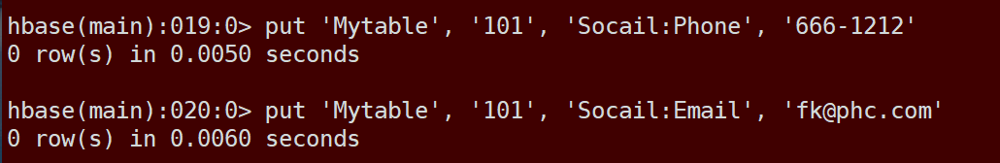 hbase(main):019:0> put 'Mytable', '101', 'Socail:Phone', '666-1212'
0 row(s) in 0.0050 seconds
hbase(main):020:0> put 'Mytable', '101', 'Socail:Email', 'fk@phc.com'
0 row(s) in 0.0060 seconds